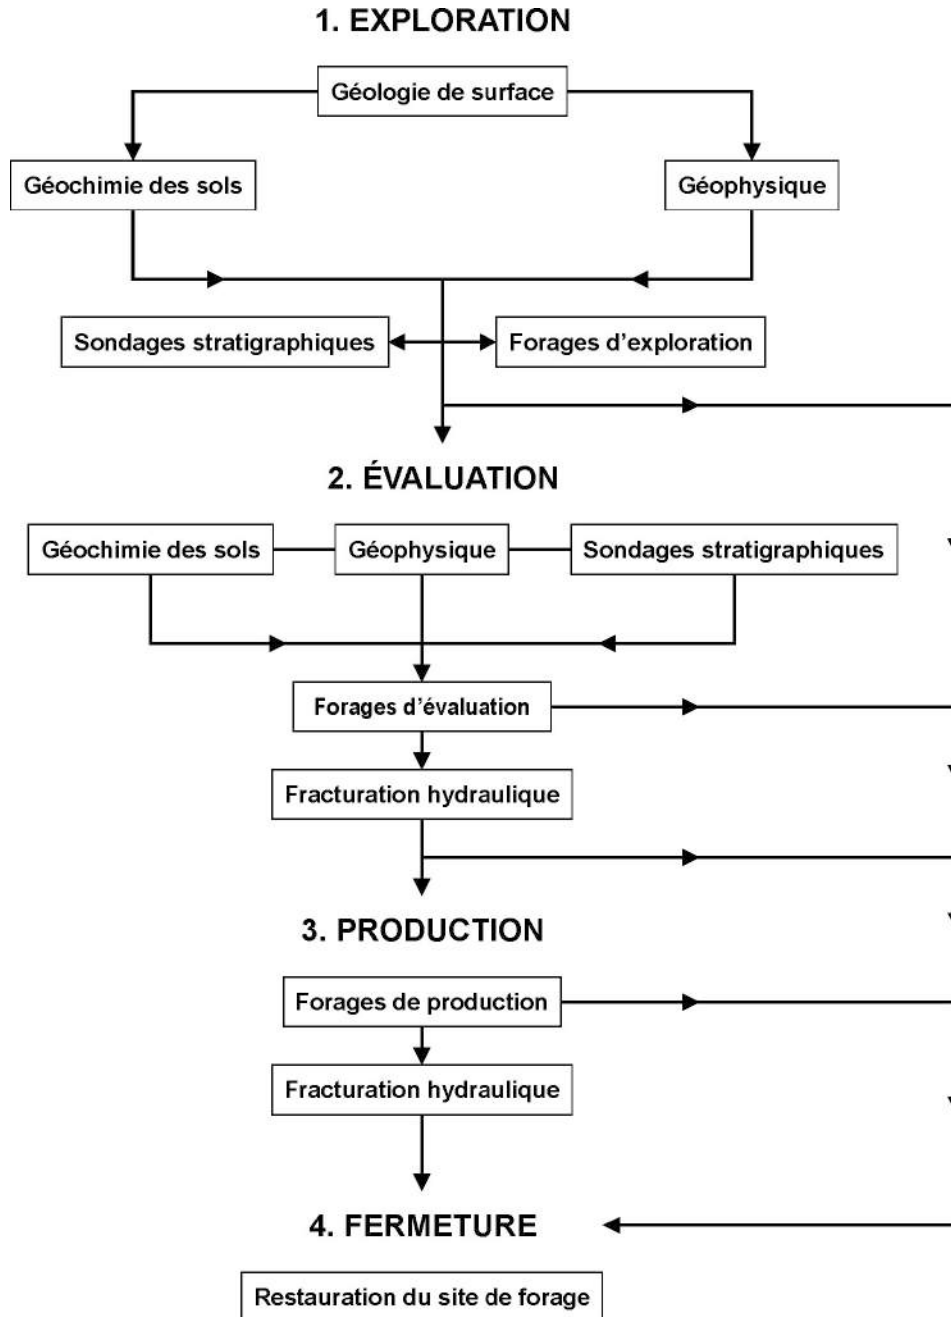 1. EXPLORATION
Géologie de surface
Géochimie des sols
Géophysique
Sondages stratigraphiques
Forages d'exploration
2. ÉVALUATION
Géochimie des sols
Géophysique
Sondages stratigraphiques
Forages d'évaluation
Fracturation hydraulique
3. PRODUCTION
Forages de production
Fracturation hydraulique
4. FERMETURE
Restauration du site de forage